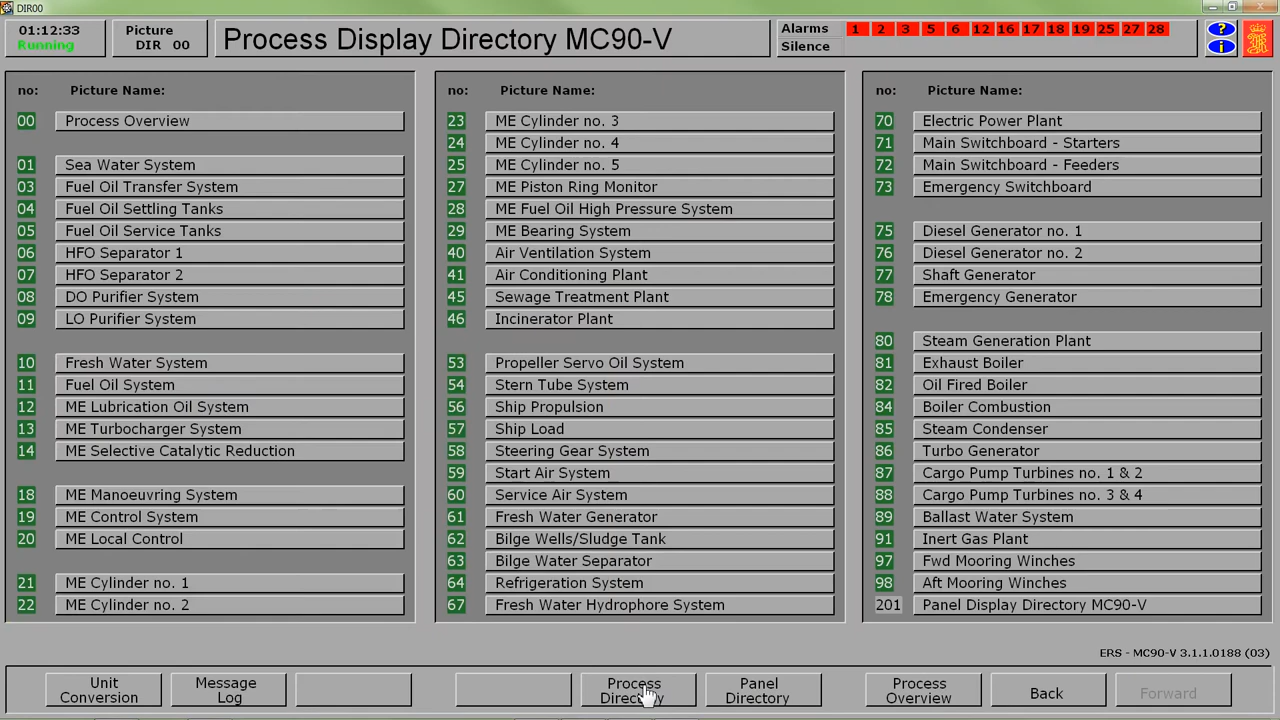 DIR00
01:12:33
Running
Picture
DIR 00
Process Display Directory MC90-V
Alarms 1 2 3 5 6 12 16 17 18 19 25 27 28
Silence
?
i
no: Picture Name:
00 Process Overview
01 Sea Water System
03 Fuel Oil Transfer System
04 Fuel Oil Settling Tanks
05 Fuel Oil Service Tanks
06 HFO Separator 1
07 HFO Separator 2
08 DO Purifier System
09 LO Purifier System
10 Fresh Water System
11 Fuel Oil System
12 ME Lubrication Oil System
13 ME Turbocharger System
14 ME Selective Catalytic Reduction
18 ME Manoeuvring System
19 ME Control System
20 ME Local Control
21 ME Cylinder no. 1
22 ME Cylinder no. 2
no: Picture Name:
23 ME Cylinder no. 3
24 ME Cylinder no. 4
25 ME Cylinder no. 5
27 ME Piston Ring Monitor
28 ME Fuel Oil High Pressure System
29 ME Bearing System
40 Air Ventilation System
41 Air Conditioning Plant
45 Sewage Treatment Plant
46 Incinerator Plant
53 Propeller Servo Oil System
54 Stern Tube System
56 Ship Propulsion
57 Ship Load
58 Steering Gear System
59 Start Air System
60 Service Air System
61 Fresh Water Generator
62 Bilge Wells/Sludge Tank
63 Bilge Water Separator
64 Refrigeration System
67 Fresh Water Hydrophore System
no: Picture Name:
70 Electric Power Plant
71 Main Switchboard - Starters
72 Main Switchboard - Feeders
73 Emergency Switchboard
75 Diesel Generator no. 1
76 Diesel Generator no. 2
77 Shaft Generator
78 Emergency Generator
80 Steam Generation Plant
81 Exhaust Boiler
82 Oil Fired Boiler
84 Boiler Combustion
85 Steam Condenser
86 Turbo Generator
87 Cargo Pump Turbines no. 1 & 2
88 Cargo Pump Turbines no. 3 & 4
89 Ballast Water System
91 Inert Gas Plant
97 Fwd Mooring Winches
98 Aft Mooring Winches
201 Panel Display Directory MC90-V
ERS - MC90-V 3.1.1.0188 (03)
Unit
Conversion
Message
Log
Process
Directory
Panel
Directory
Process
Overview
Back
Forward